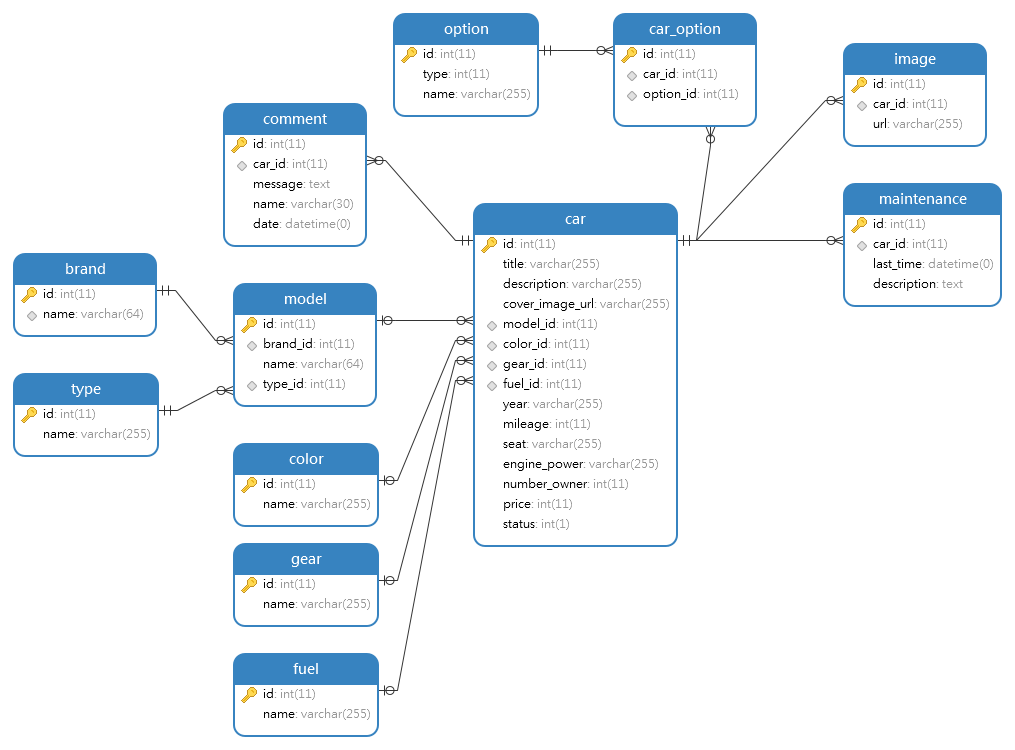 option
id: int(11)
type: int(11)
name: varchar(255)
car_option
id: int(11)
car_id: int(11)
option_id: int(11)
image
id: int(11)
car_id: int(11)
url: varchar(255)
comment
id: int(11)
car_id: int(11)
message: text
name: varchar(30)
date: datetime(0)
maintenance
id: int(11)
car_id: int(11)
last_time: datetime(0)
description: text
car
id: int(11)
title: varchar(255)
description: varchar(255)
cover_image_url: varchar(255)
model_id: int(11)
color_id: int(11)
gear_id: int(11)
fuel_id: int(11)
year: varchar(255)
mileage: int(11)
seat: varchar(255)
engine_power: varchar(255)
number_owner: int(11)
price: int(11)
status: int(1)
brand
id: int(11)
name: varchar(64)
model
id: int(11)
brand_id: int(11)
name: varchar(64)
type_id: int(11)
type
id: int(11)
name: varchar(255)
color
id: int(11)
name: varchar(255)
gear
id: int(11)
name: varchar(255)
fuel
id: int(11)
name: varchar(255)